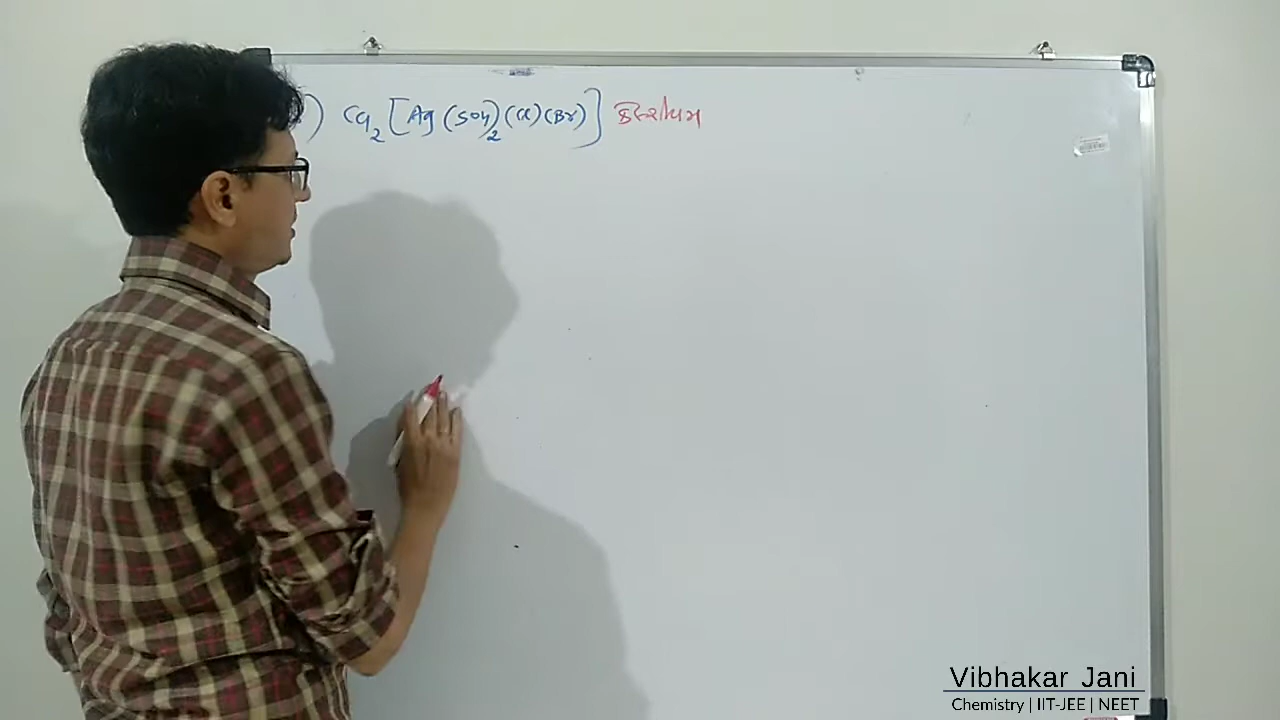 ) Ca₂ [Ag (SO₄)₂ (Cl) (Br)] કેલ્શીયમ
Vibhakar Jani
Chemistry | IIT-JEE | NEET